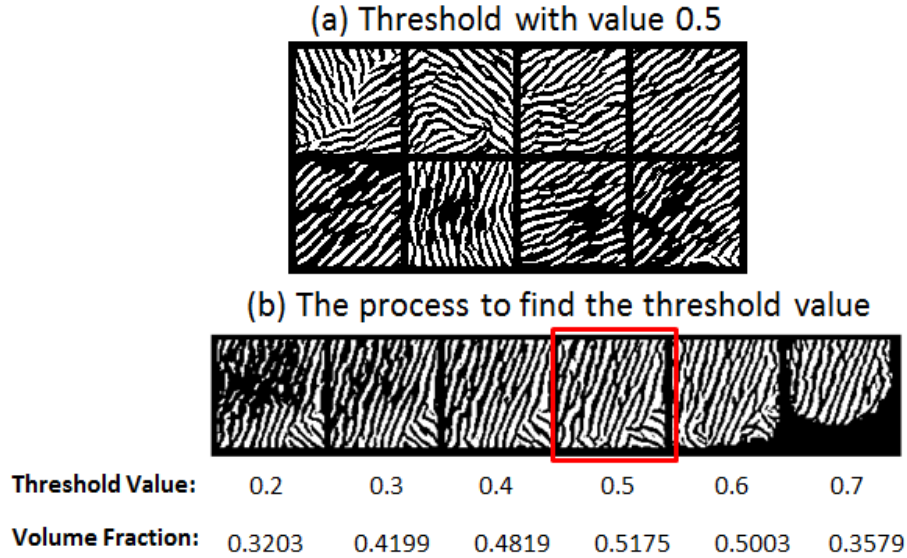 (a) Threshold with value 0.5
(b) The process to find the threshold value
Threshold Value: 0.2 0.3 0.4 0.5 0.6 0.7
Volume Fraction: 0.3203 0.4199 0.4819 0.5175 0.5003 0.3579